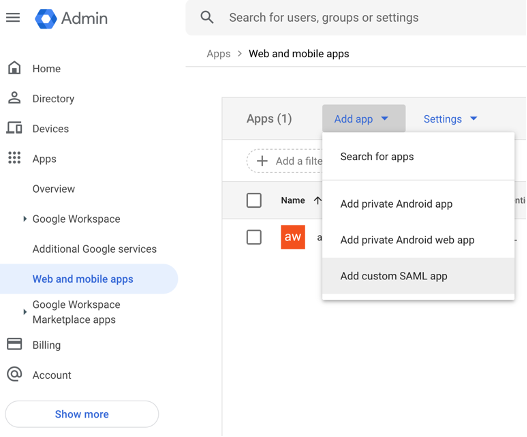 Admin
Search for users, groups or settings
Apps > Web and mobile apps
Home
Directory
Devices
Apps
Overview
Google Workspace
Additional Google services
Web and mobile apps
Google Workspace
Marketplace apps
Billing
Account
Show more
Apps (1)
Add app
Settings
+ Add a filte
Search for apps
Name
Add private Android app
aw
Add private Android web app
Add custom SAML app